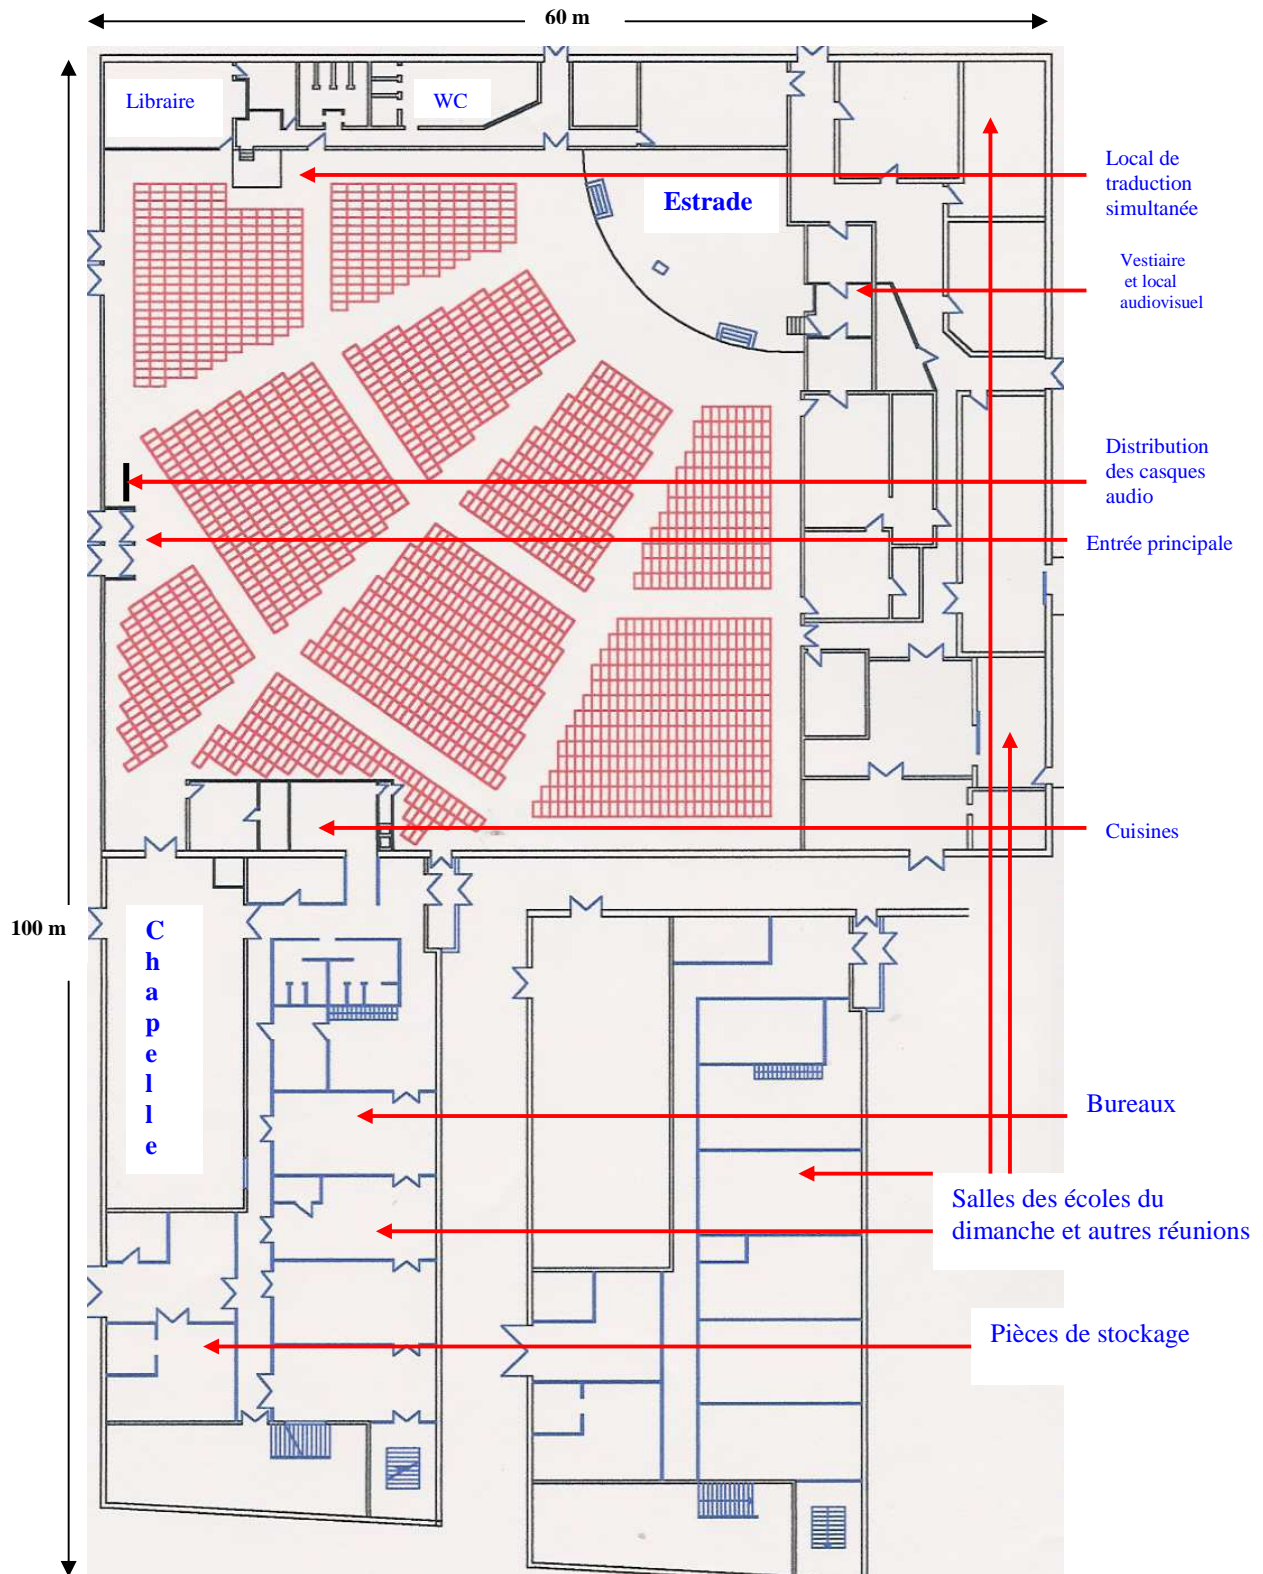 60 m
Libraire
WC
Local de
traduction
simultanée
Estrade
Vestiaire
et local
audiovisuel
Distribution
des casques
audio
Entrée principale
Cuisines
100 m
C
h
a
p
e
l
l
e
Bureaux
Salles des écoles du
dimanche et autres réunions
Pièces de stockage